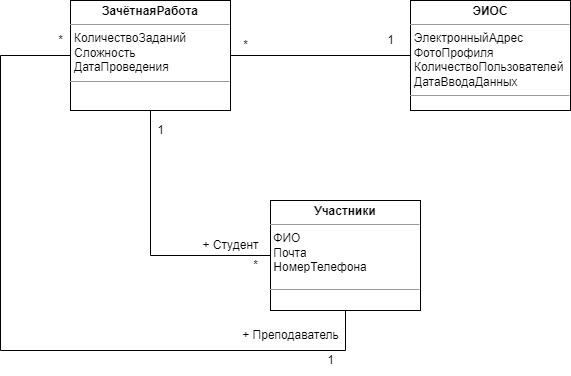 ЗачётнаяРабота
КоличествоЗаданий
Сложность
ДатаПроведения
*
*
1
ЭИОС
ЭлектронныйАдрес
ФотоПрофиля
КоличествоПользователей
ДатаВводаДанных
1
Участники
ФИО
Почта
НомерТелефона
+ Студент
*
+ Преподаватель
1